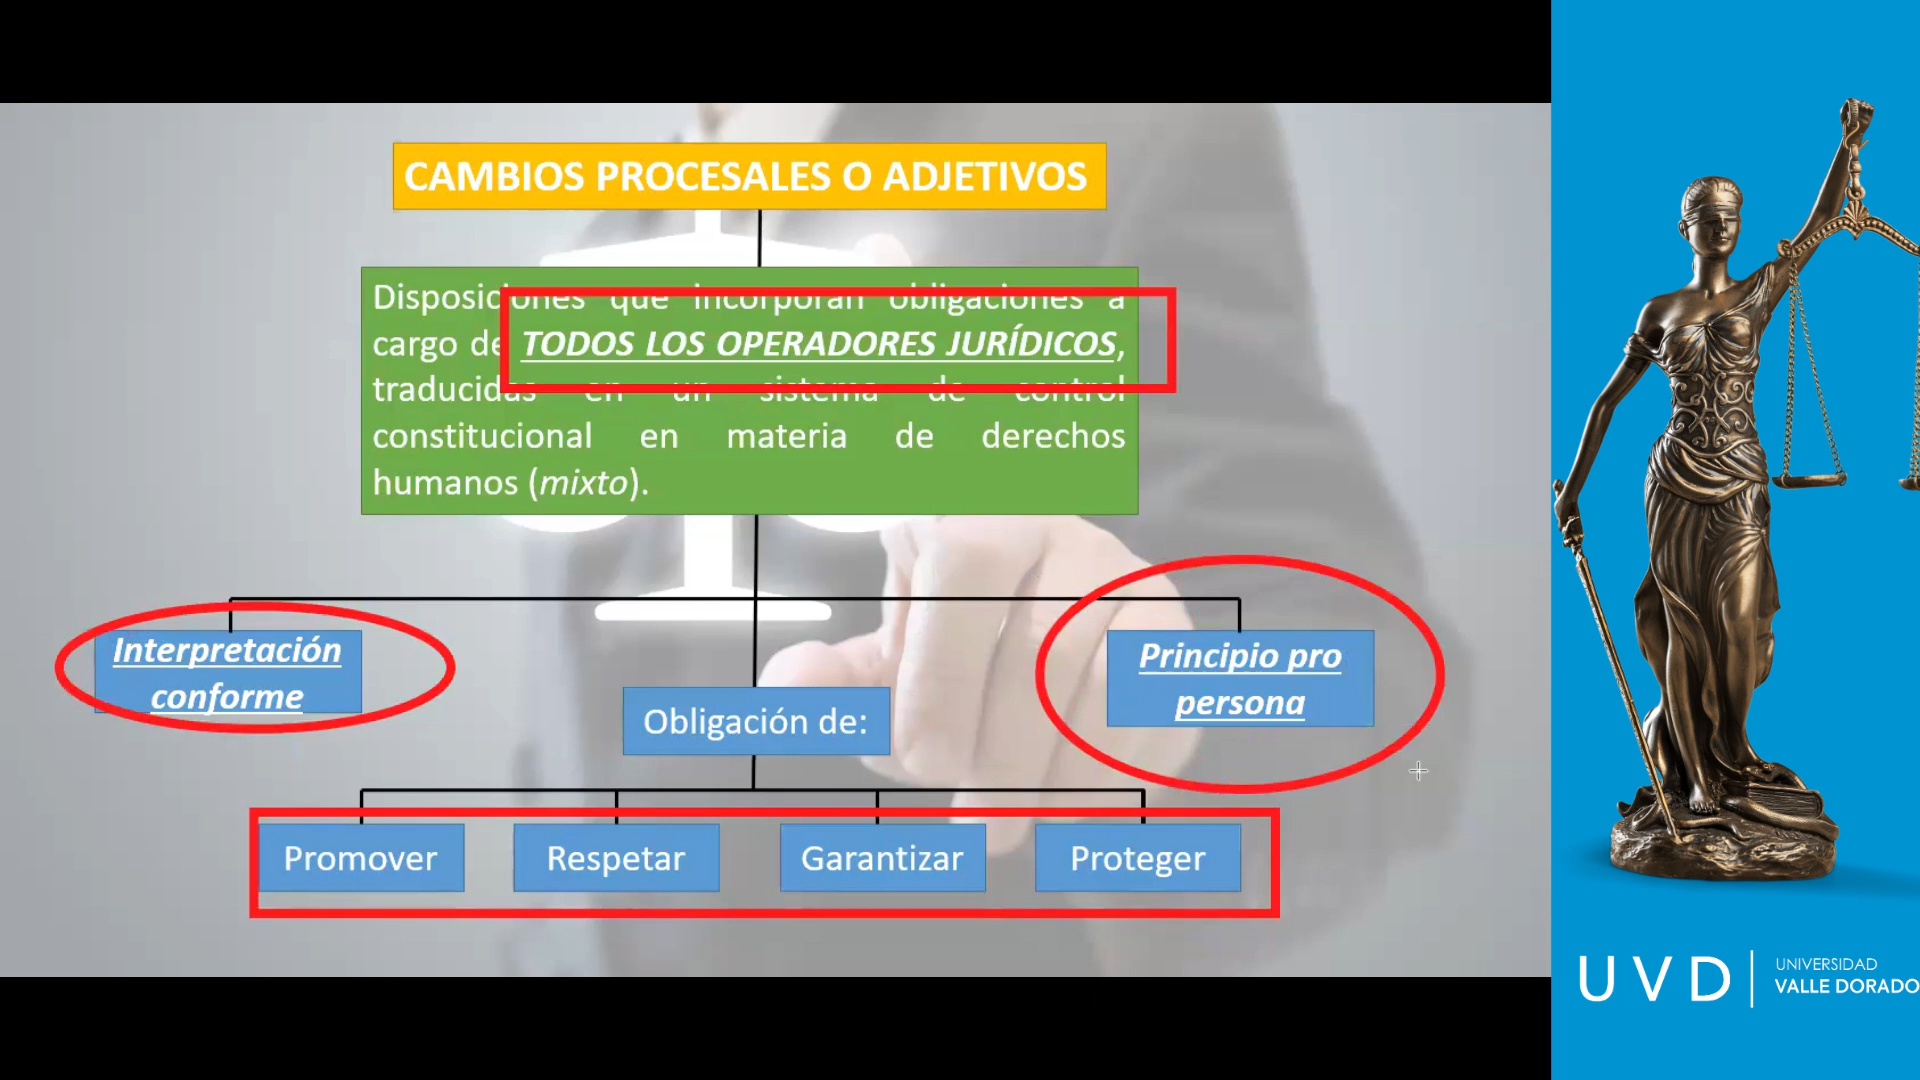 CAMBIOS PROCESALES O ADJETIVOS
Disposiciones que incorporan obligaciones a
cargo de TODOS LOS OPERADORES JURÍDICOS,
traducidas en un sistema de control
constitucional en materia de derechos
humanos (mixto).
Interpretación
conforme
Obligación de:
Principio pro
persona
Promover
Respetar
Garantizar
Proteger
UVD
UNIVERSIDAD
VALLE DORADO